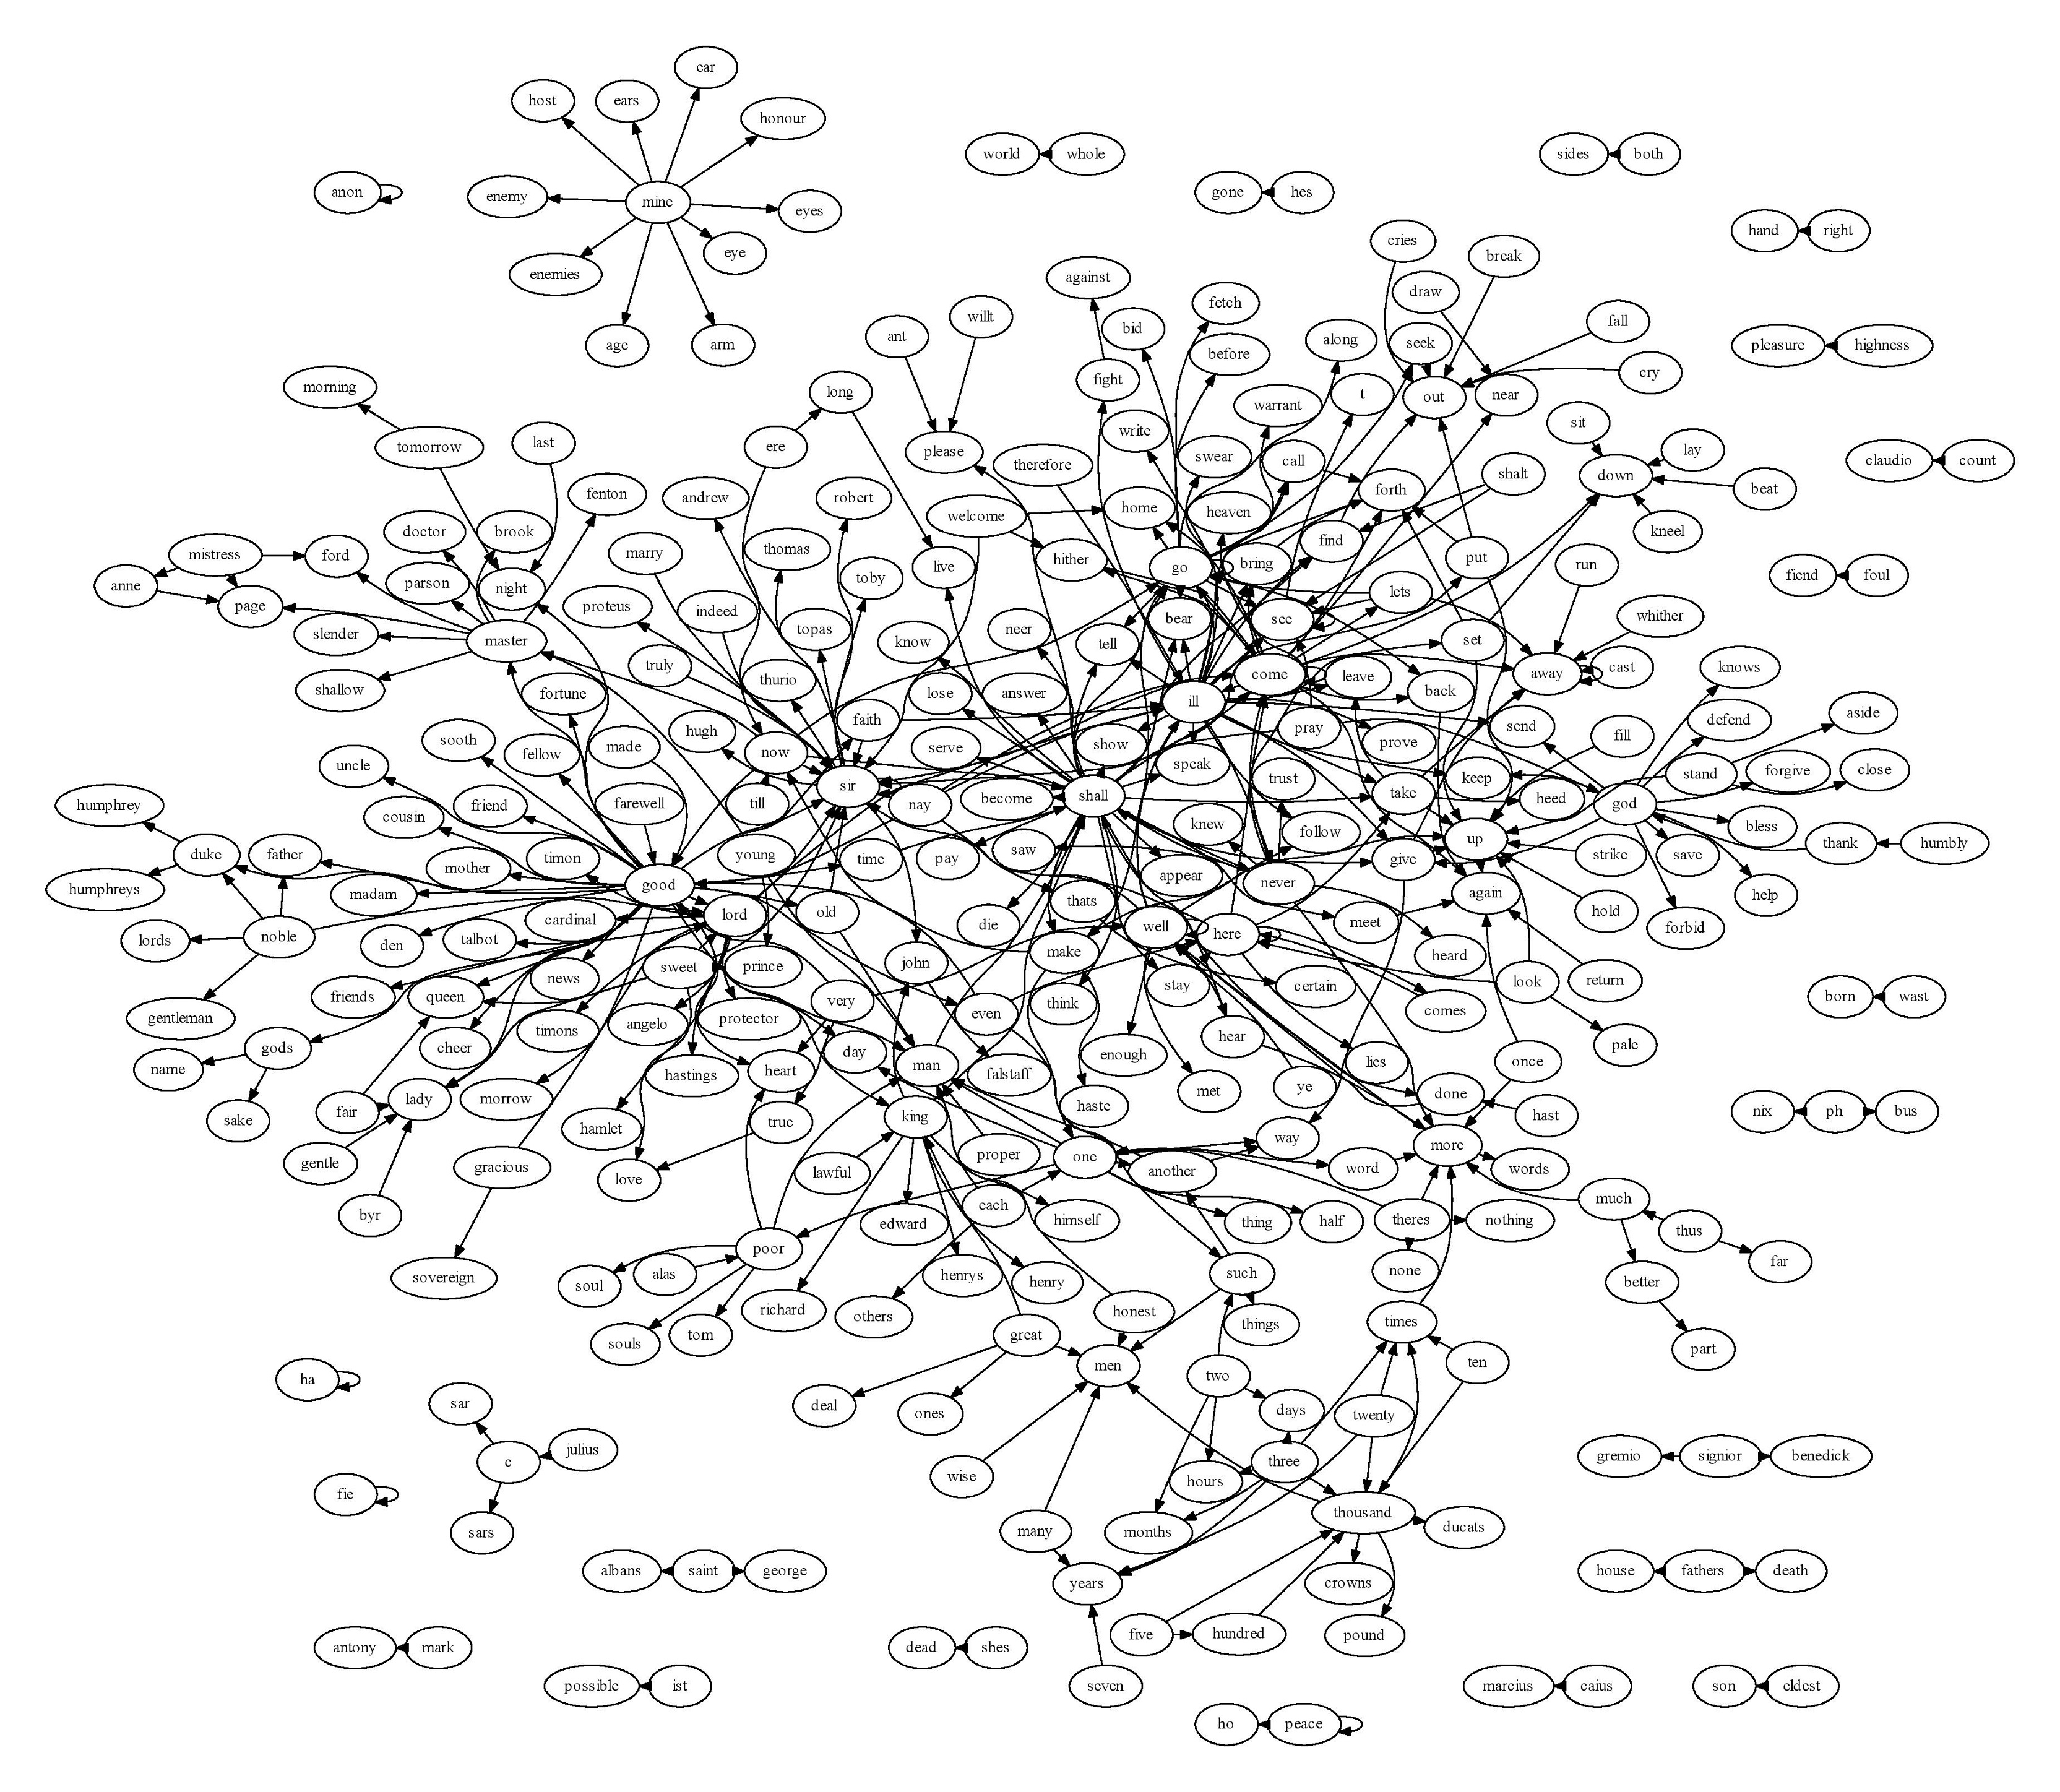 ear
host
ears
honour
world
whole
sides
both
anon
enemy
mine
eyes
gone
hes
hand
right
eye
cries
break
enemies
against
draw
fetch
bid
willt
fall
ant
before
along
seek
age
arm
pleasure
highness
fight
cry
morning
long
t
out
near
warrant
write
sit
tomorrow
last
ere
please
therefore
swear
call
lay
down
claudio
count
shalt
beat
fenton
andrew
robert
forth
home
heaven
welcome
doctor
brook
kneel
find
marry
thomas
mistress
ford
hither
go
bring
put
live
run
fiend
foul
anne
parson
night
toby
page
proteus
indeed
lets
whither
slender
master
topas
know
neer
tell
bear
see
set
truly
thurio
cast
knows
shallow
fortune
lose
answer
ill
come
leave
back
away
defend
aside
sooth
fellow
made
hugh
faith
now
serve
show
pray
prove
send
fill
uncle
sir
speak
trust
keep
stand
forgive
close
humphrey
cousin
friend
farewell
till
nay
become
shall
take
heed
god
bless
duke
father
mother
timon
young
time
pay
saw
knew
follow
give
up
strike
save
thank
humbly
humphreys
madam
good
appear
never
again
help
cardinal
lord
old
die
thats
well
here
meet
hold
forbid
lords
noble
den
talbot
make
heard
friends
queen
news
sweet
prince
john
think
stay
certain
look
return
born
wast
gentleman
timons
angelo
protector
very
even
comes
hear
gods
cheer
day
enough
lies
once
pale
name
hastings
heart
man
falstaff
met
ye
done
sake
fair
lady
morrow
hamlet
true
king
haste
hast
nix
ph
bus
gentle
gracious
love
lawful
proper
one
another
way
word
more
words
byr
each
edward
himself
thing
half
theres
nothing
much
thus
far
sovereign
soul
alas
poor
henrys
henry
such
none
better
richard
others
souls
tom
great
honest
things
times
part
men
ten
ha
sar
deal
ones
two
days
twenty
julius
c
wise
hours
three
gremio
signior
benedick
fie
sars
many
months
thousand
ducats
albans
saint
george
years
crowns
house
fathers
death
antony
mark
dead
shes
five
hundred
pound
possible
ist
seven
marcius
caius
son
eldest
ho
peace